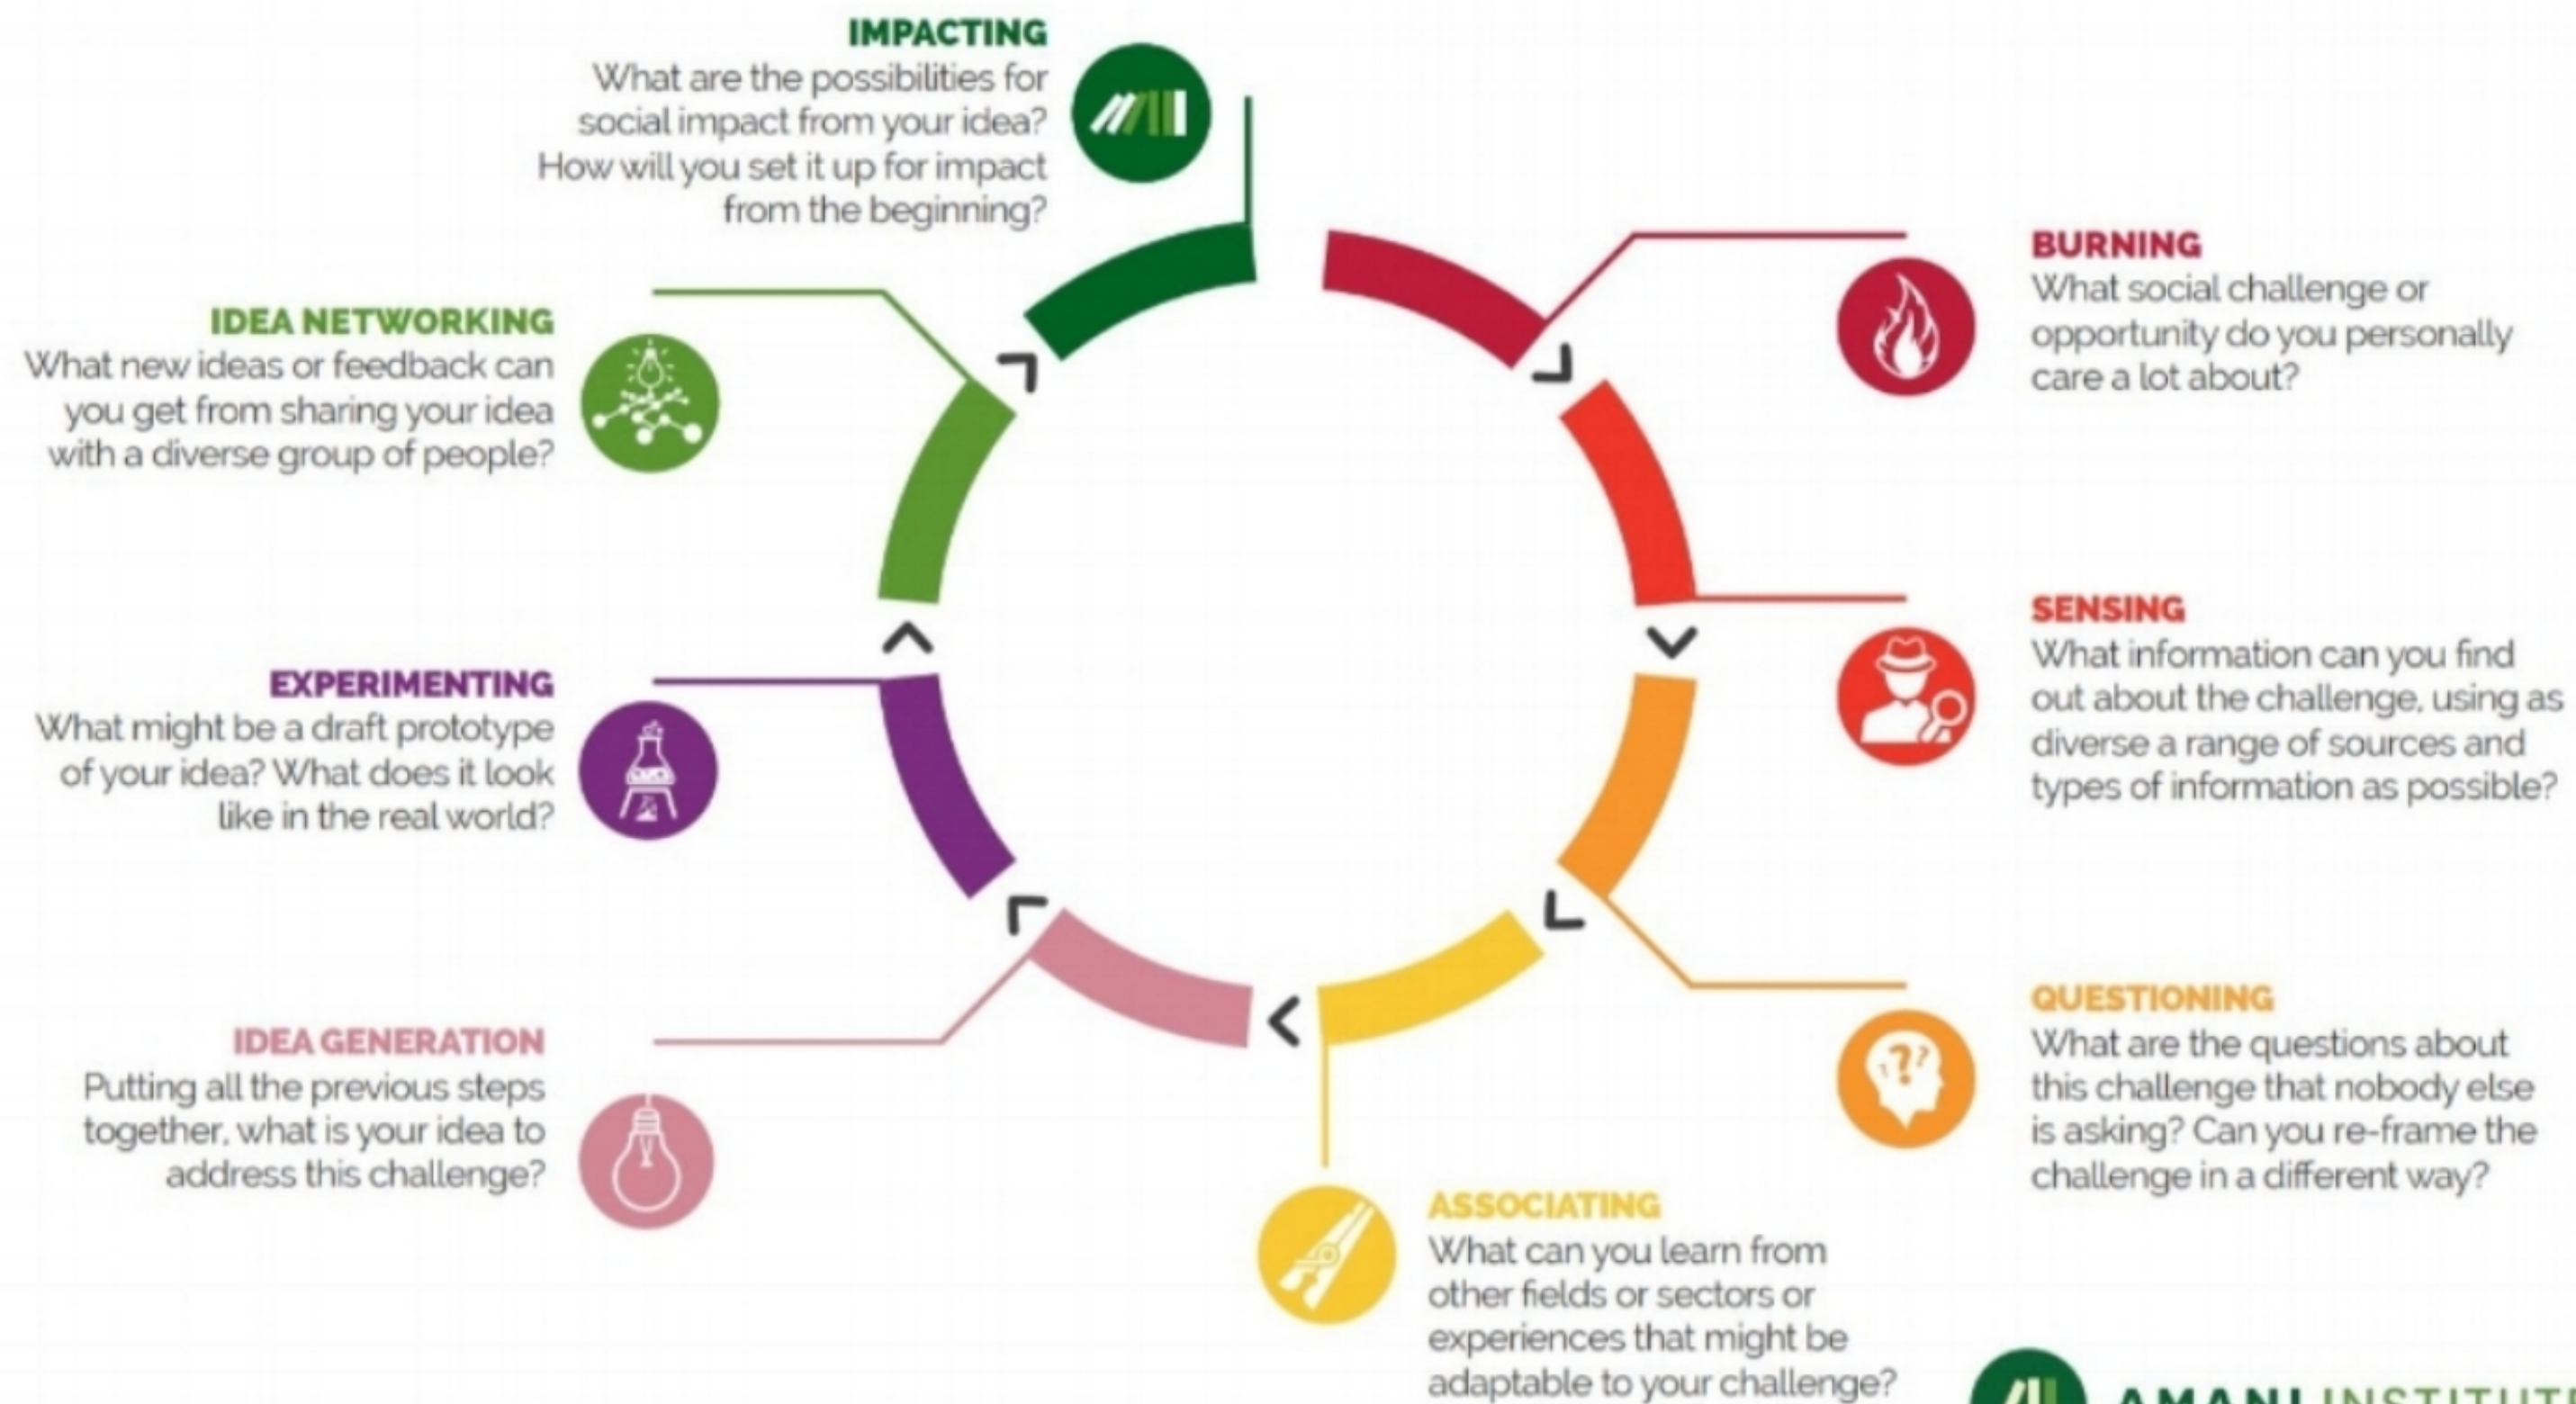 IMPACTING
What are the possibilities for
social impact from your idea?
How will you set it up for impact
from the beginning?
BURNING
What social challenge or
opportunity do you personally
care a lot about?
SENSING
What information can you find
out about the challenge, using as
diverse a range of sources and
types of information as possible?
QUESTIONING
What are the questions about
this challenge that nobody else
is asking? Can you re-frame the
challenge in a different way?
ASSOCIATING
What can you learn from
other fields or sectors or
experiences that might be
adaptable to your challenge?
IDEA GENERATION
Putting all the previous steps
together, what is your idea to
address this challenge?
EXPERIMENTING
What might be a draft prototype
of your idea? What does it look
like in the real world?
IDEA NETWORKING
What new ideas or feedback can
you get from sharing your idea
with a diverse group of people?
AMANI INSTITUTE